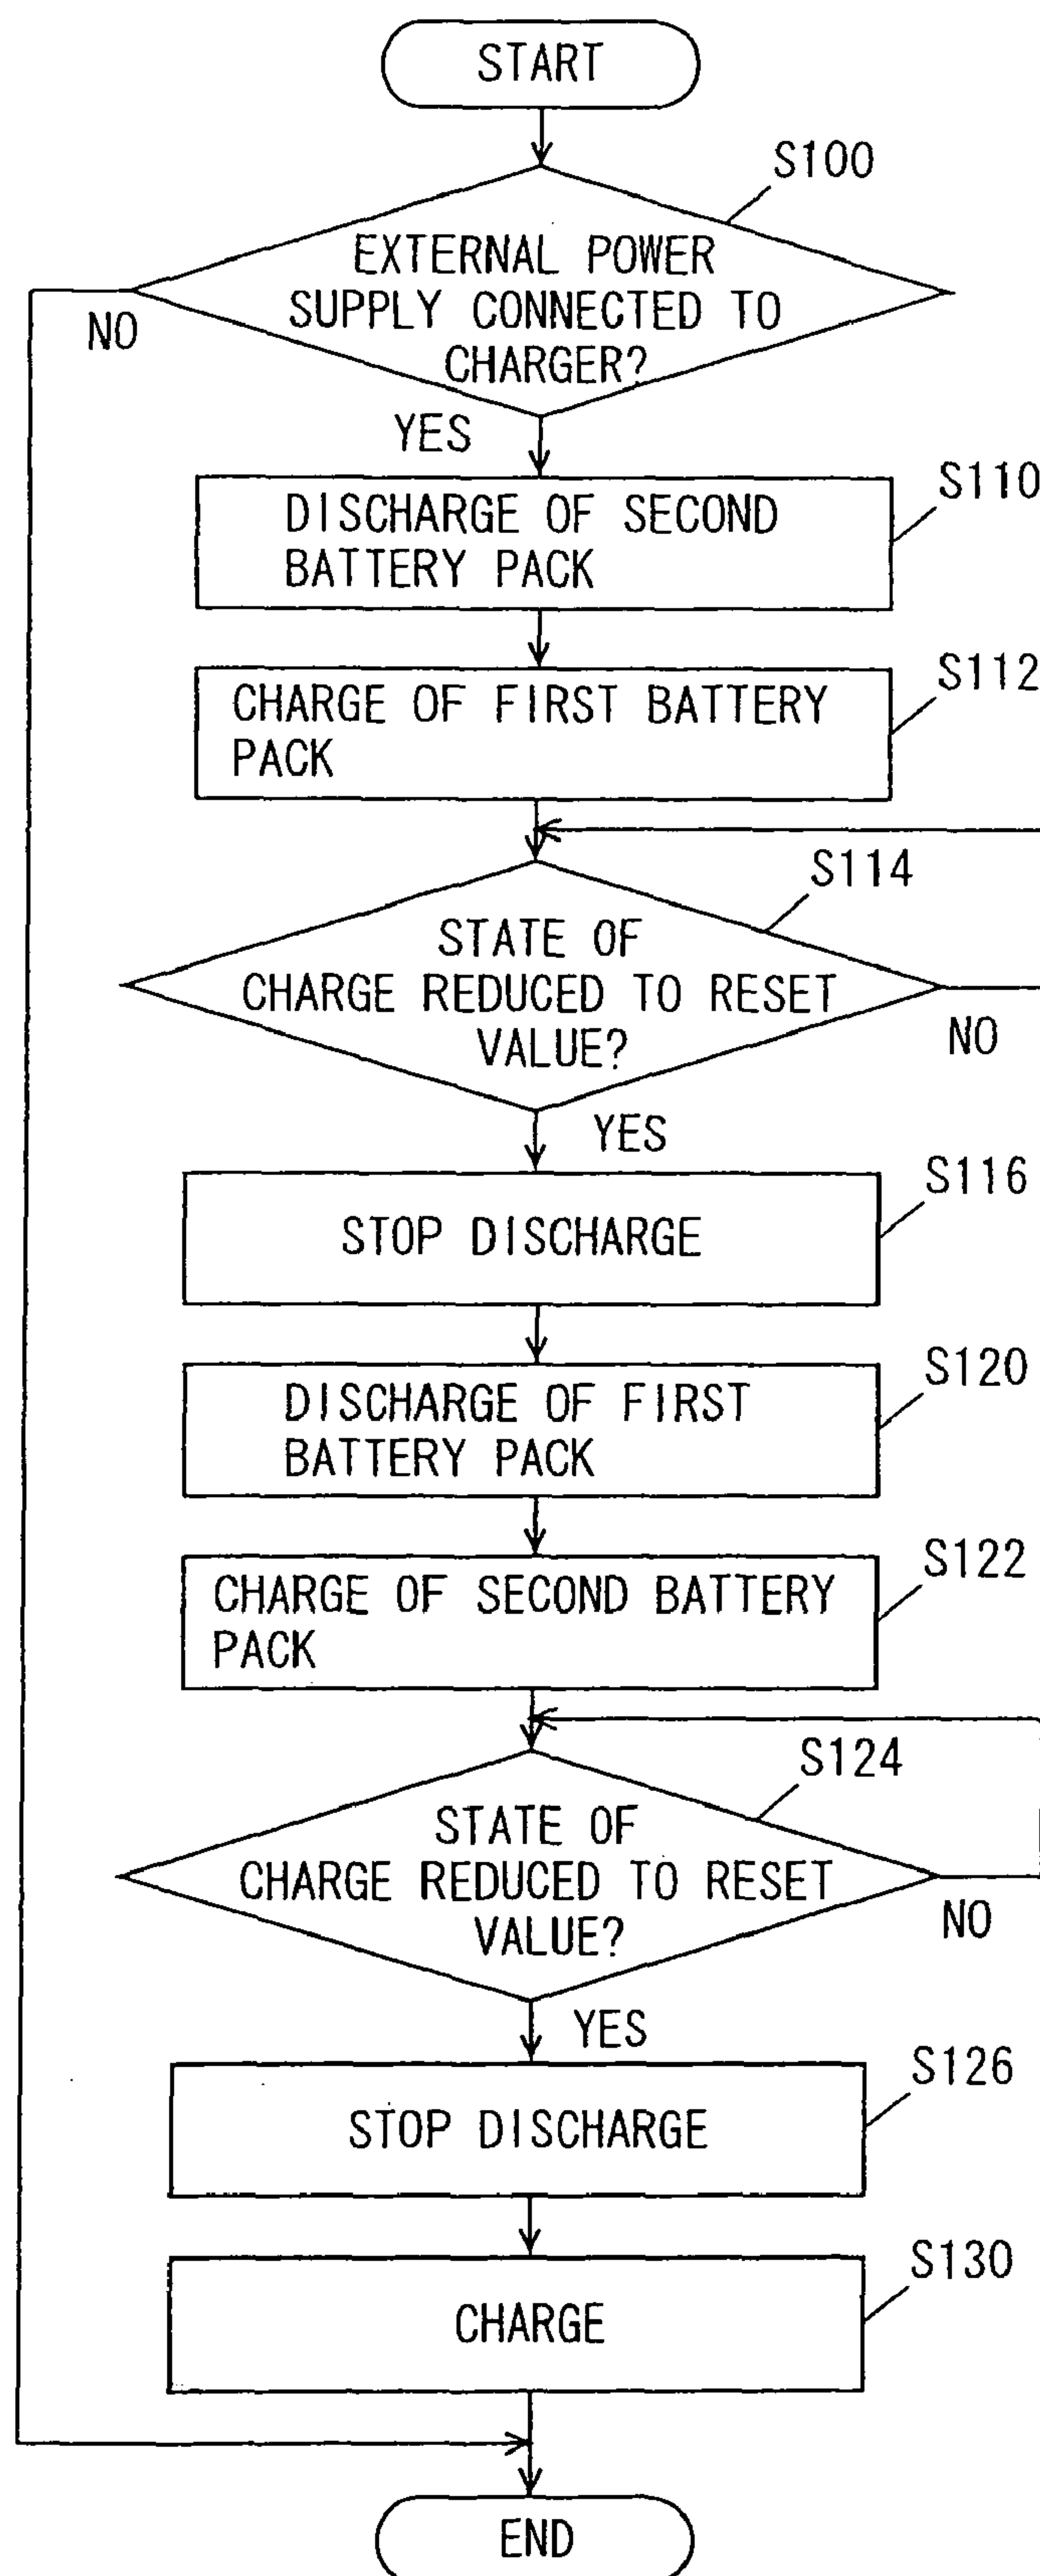 START
S100
EXTERNAL POWER
SUPPLY CONNECTED TO
CHARGER?
NO
YES
S110
DISCHARGE OF SECOND
BATTERY PACK
S112
CHARGE OF FIRST BATTERY
PACK
S114
STATE OF
CHARGE REDUCED TO RESET
VALUE?
NO
YES
S116
STOP DISCHARGE
S120
DISCHARGE OF FIRST
BATTERY PACK
S122
CHARGE OF SECOND BATTERY
PACK
S124
STATE OF
CHARGE REDUCED TO RESET
VALUE?
NO
YES
S126
STOP DISCHARGE
S130
CHARGE
END